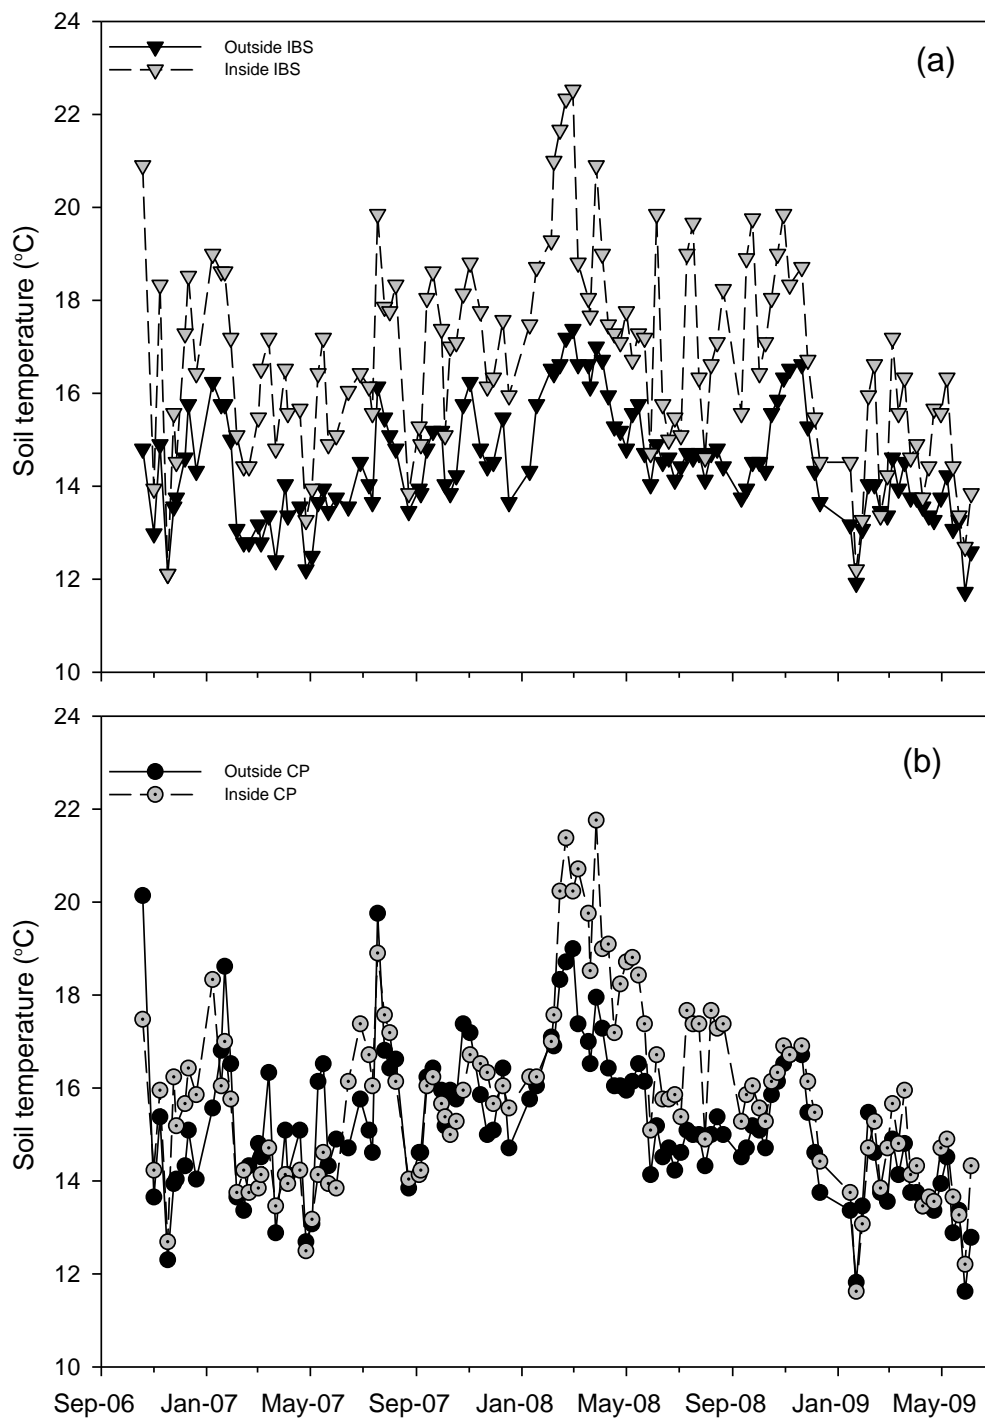 24
22
20
18
16
14
12
10
Soil temperature (°C)
Outside IBS
Inside IBS
(a)
24
22
20
18
16
14
12
10
Soil temperature (°C)
Outside CP
Inside CP
(b)
Sep-06 Jan-07 May-07 Sep-07 Jan-08 May-08 Sep-08 Jan-09 May-09